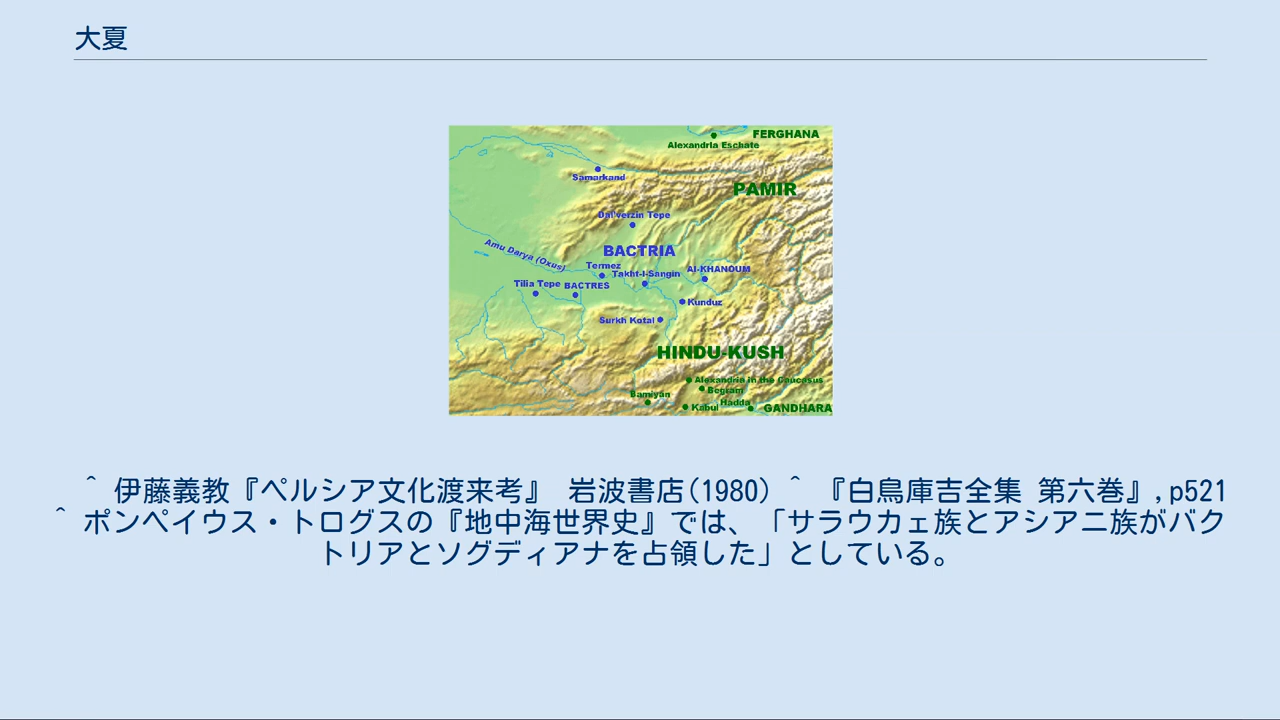 大夏
FERGHANA
Alexandria Eschate
Samarkand
PAMIR
Dal'verzin Tepe
BACTRIA
Amu Darya (Oxus)
Termez
Takht-I-Sangin
AI-KHANOUM
Tilia Tepe
BACTRES
Kunduz
Surkh Kotal
HINDU-KUSH
Alexandria in the Caucasus
Begram
Bamiyan
Kabul
Hadda
GANDHARA
^ 伊藤義教『ペルシア文化渡来考』 岩波書店(1980) ^ 『白鳥庫吉全集 第六巻』,p521
^ ポンペイウス・トログスの『地中海世界史』では、「サラウカェ族とアシアニ族がバク
トリアとソグディアナを占領した」としている。